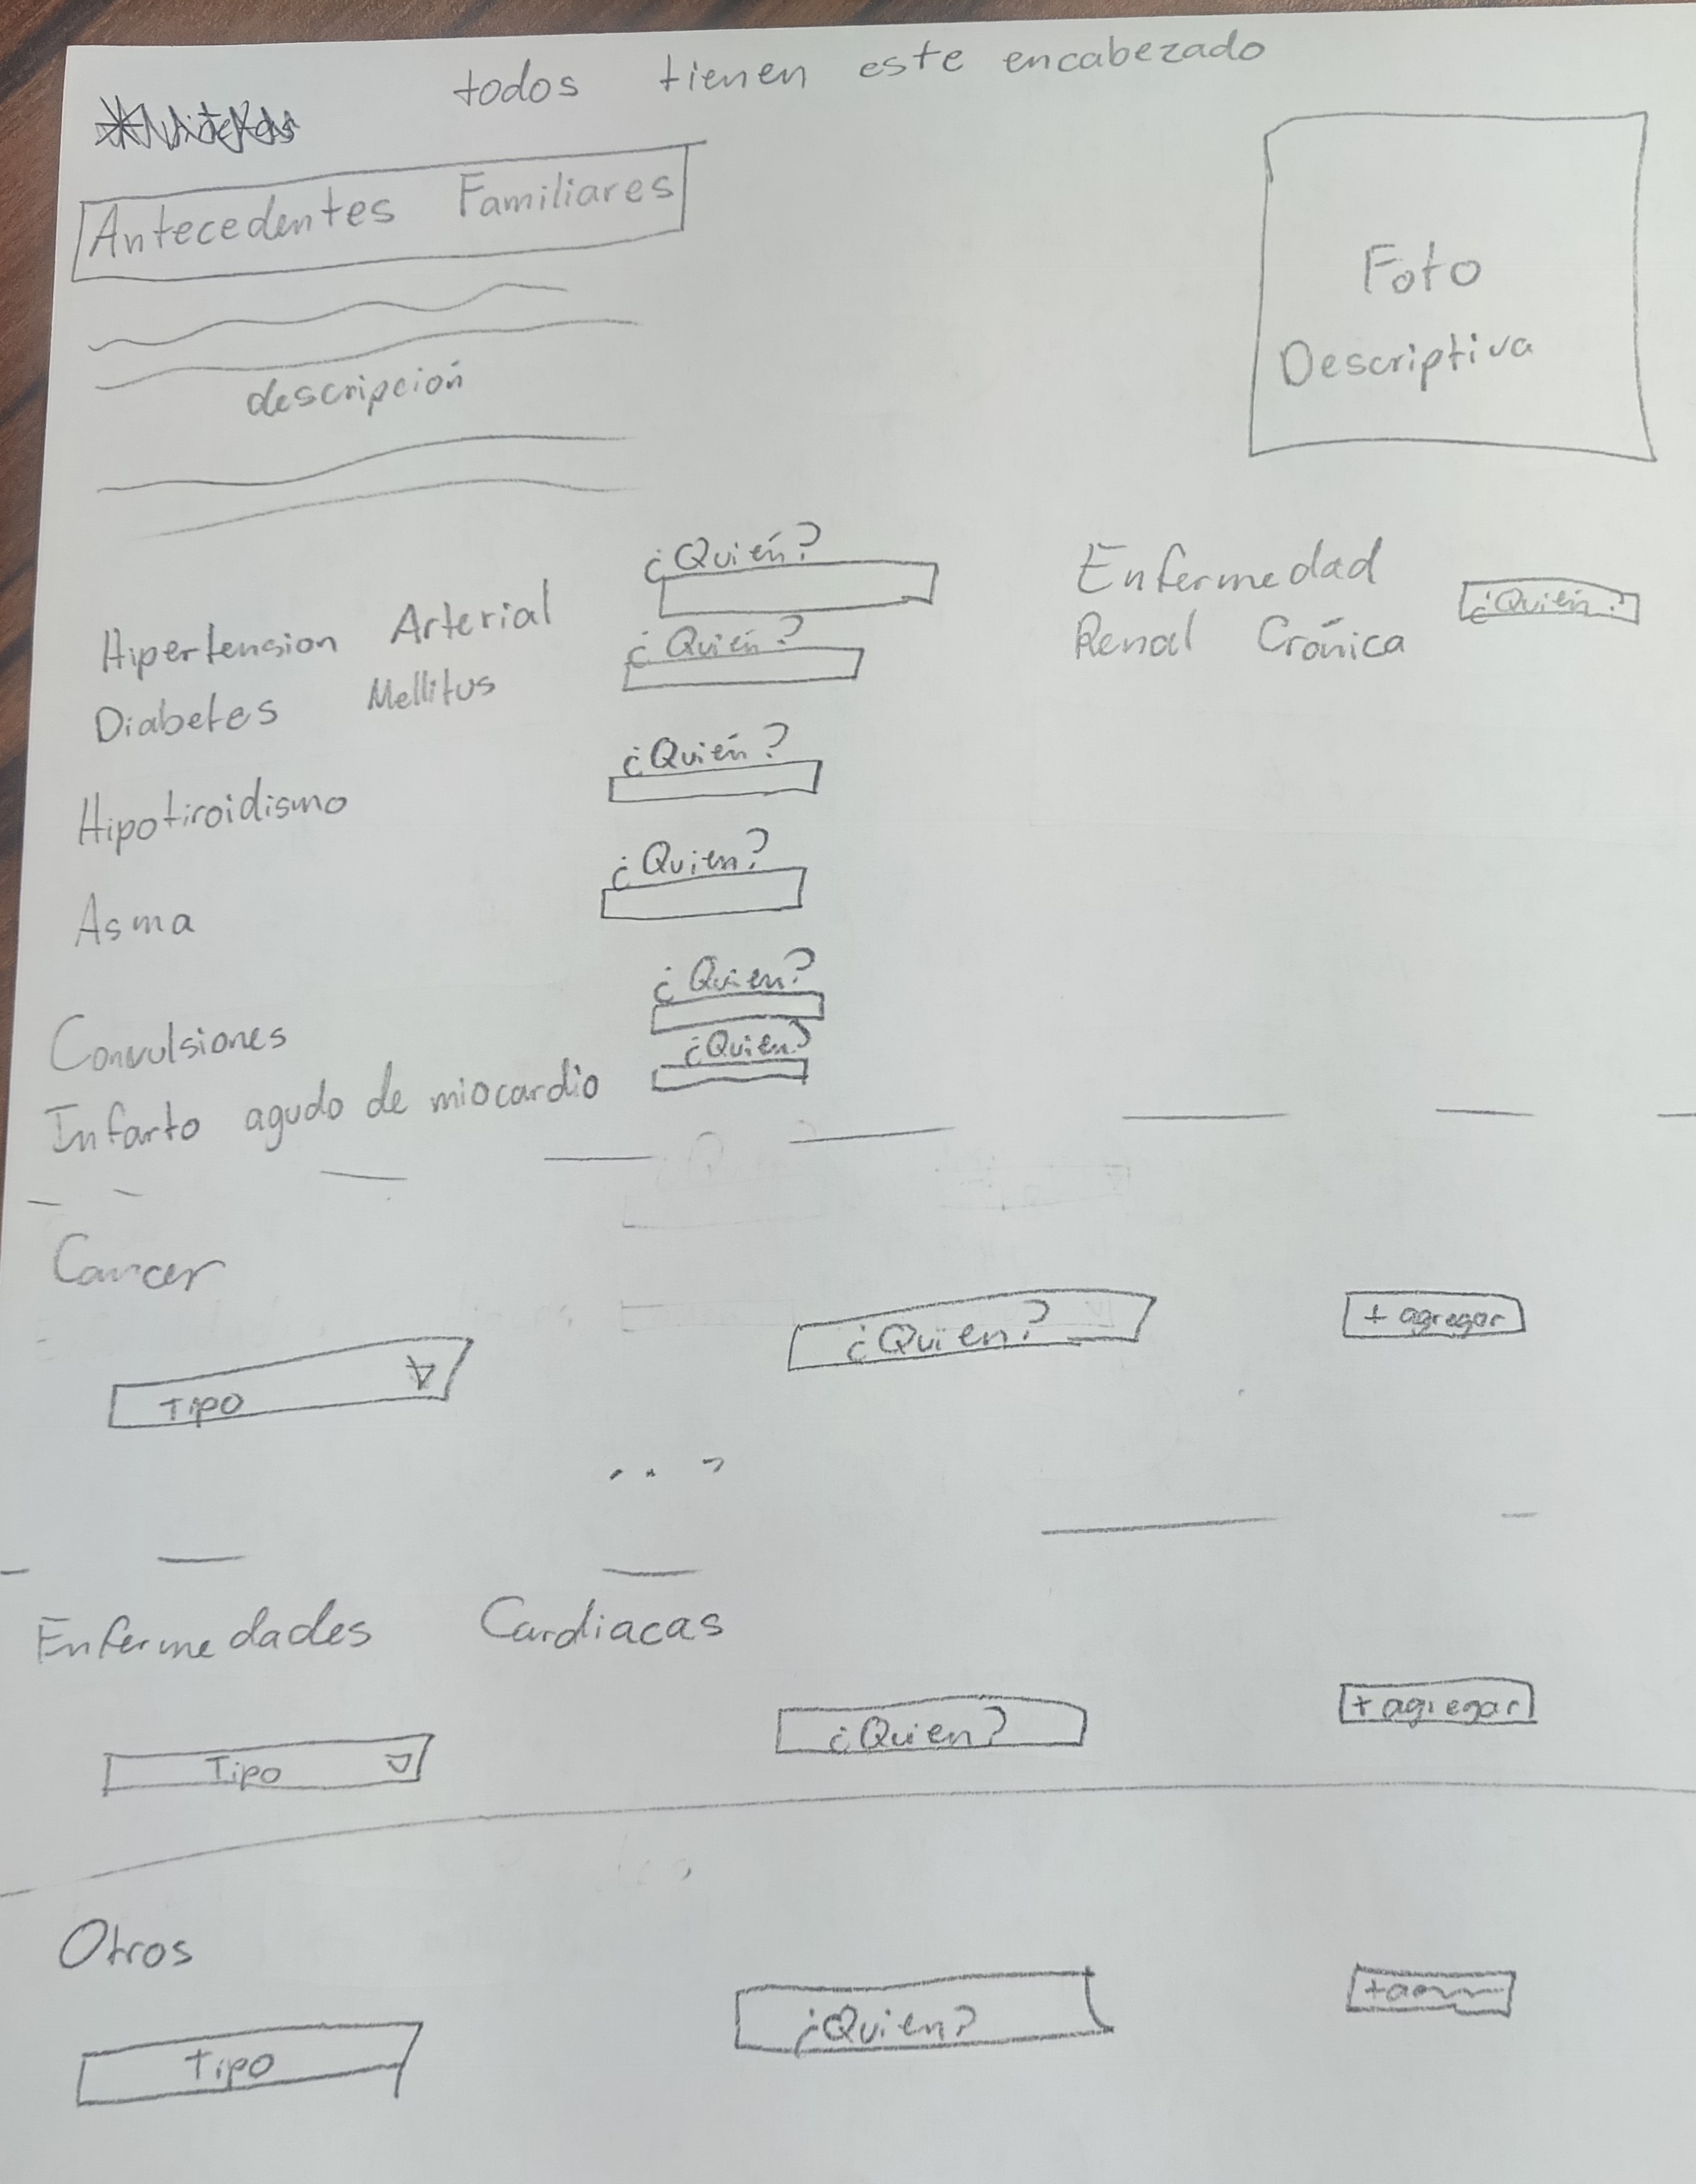 todos tienen este encabezado
Antecedentes Familiares
Foto
Descriptiva
descripción
¿Quién?
Hipertension Arterial
¿Quién?
Diabetes Mellitus
¿Quién?
Hipotiroidismo
¿Quien?
Asma
¿Quien?
Convulsiones
¿Quien?
Infarto agudo de miocardio
Enfermedad
Renal Crónica
¿Quién?
Cancer
Tipo
¿Quien?
+ agregar
...
Enfermedades Cardiacas
Tipo
¿Quien?
+ agregar
Otros
Tipo
¿Quien?